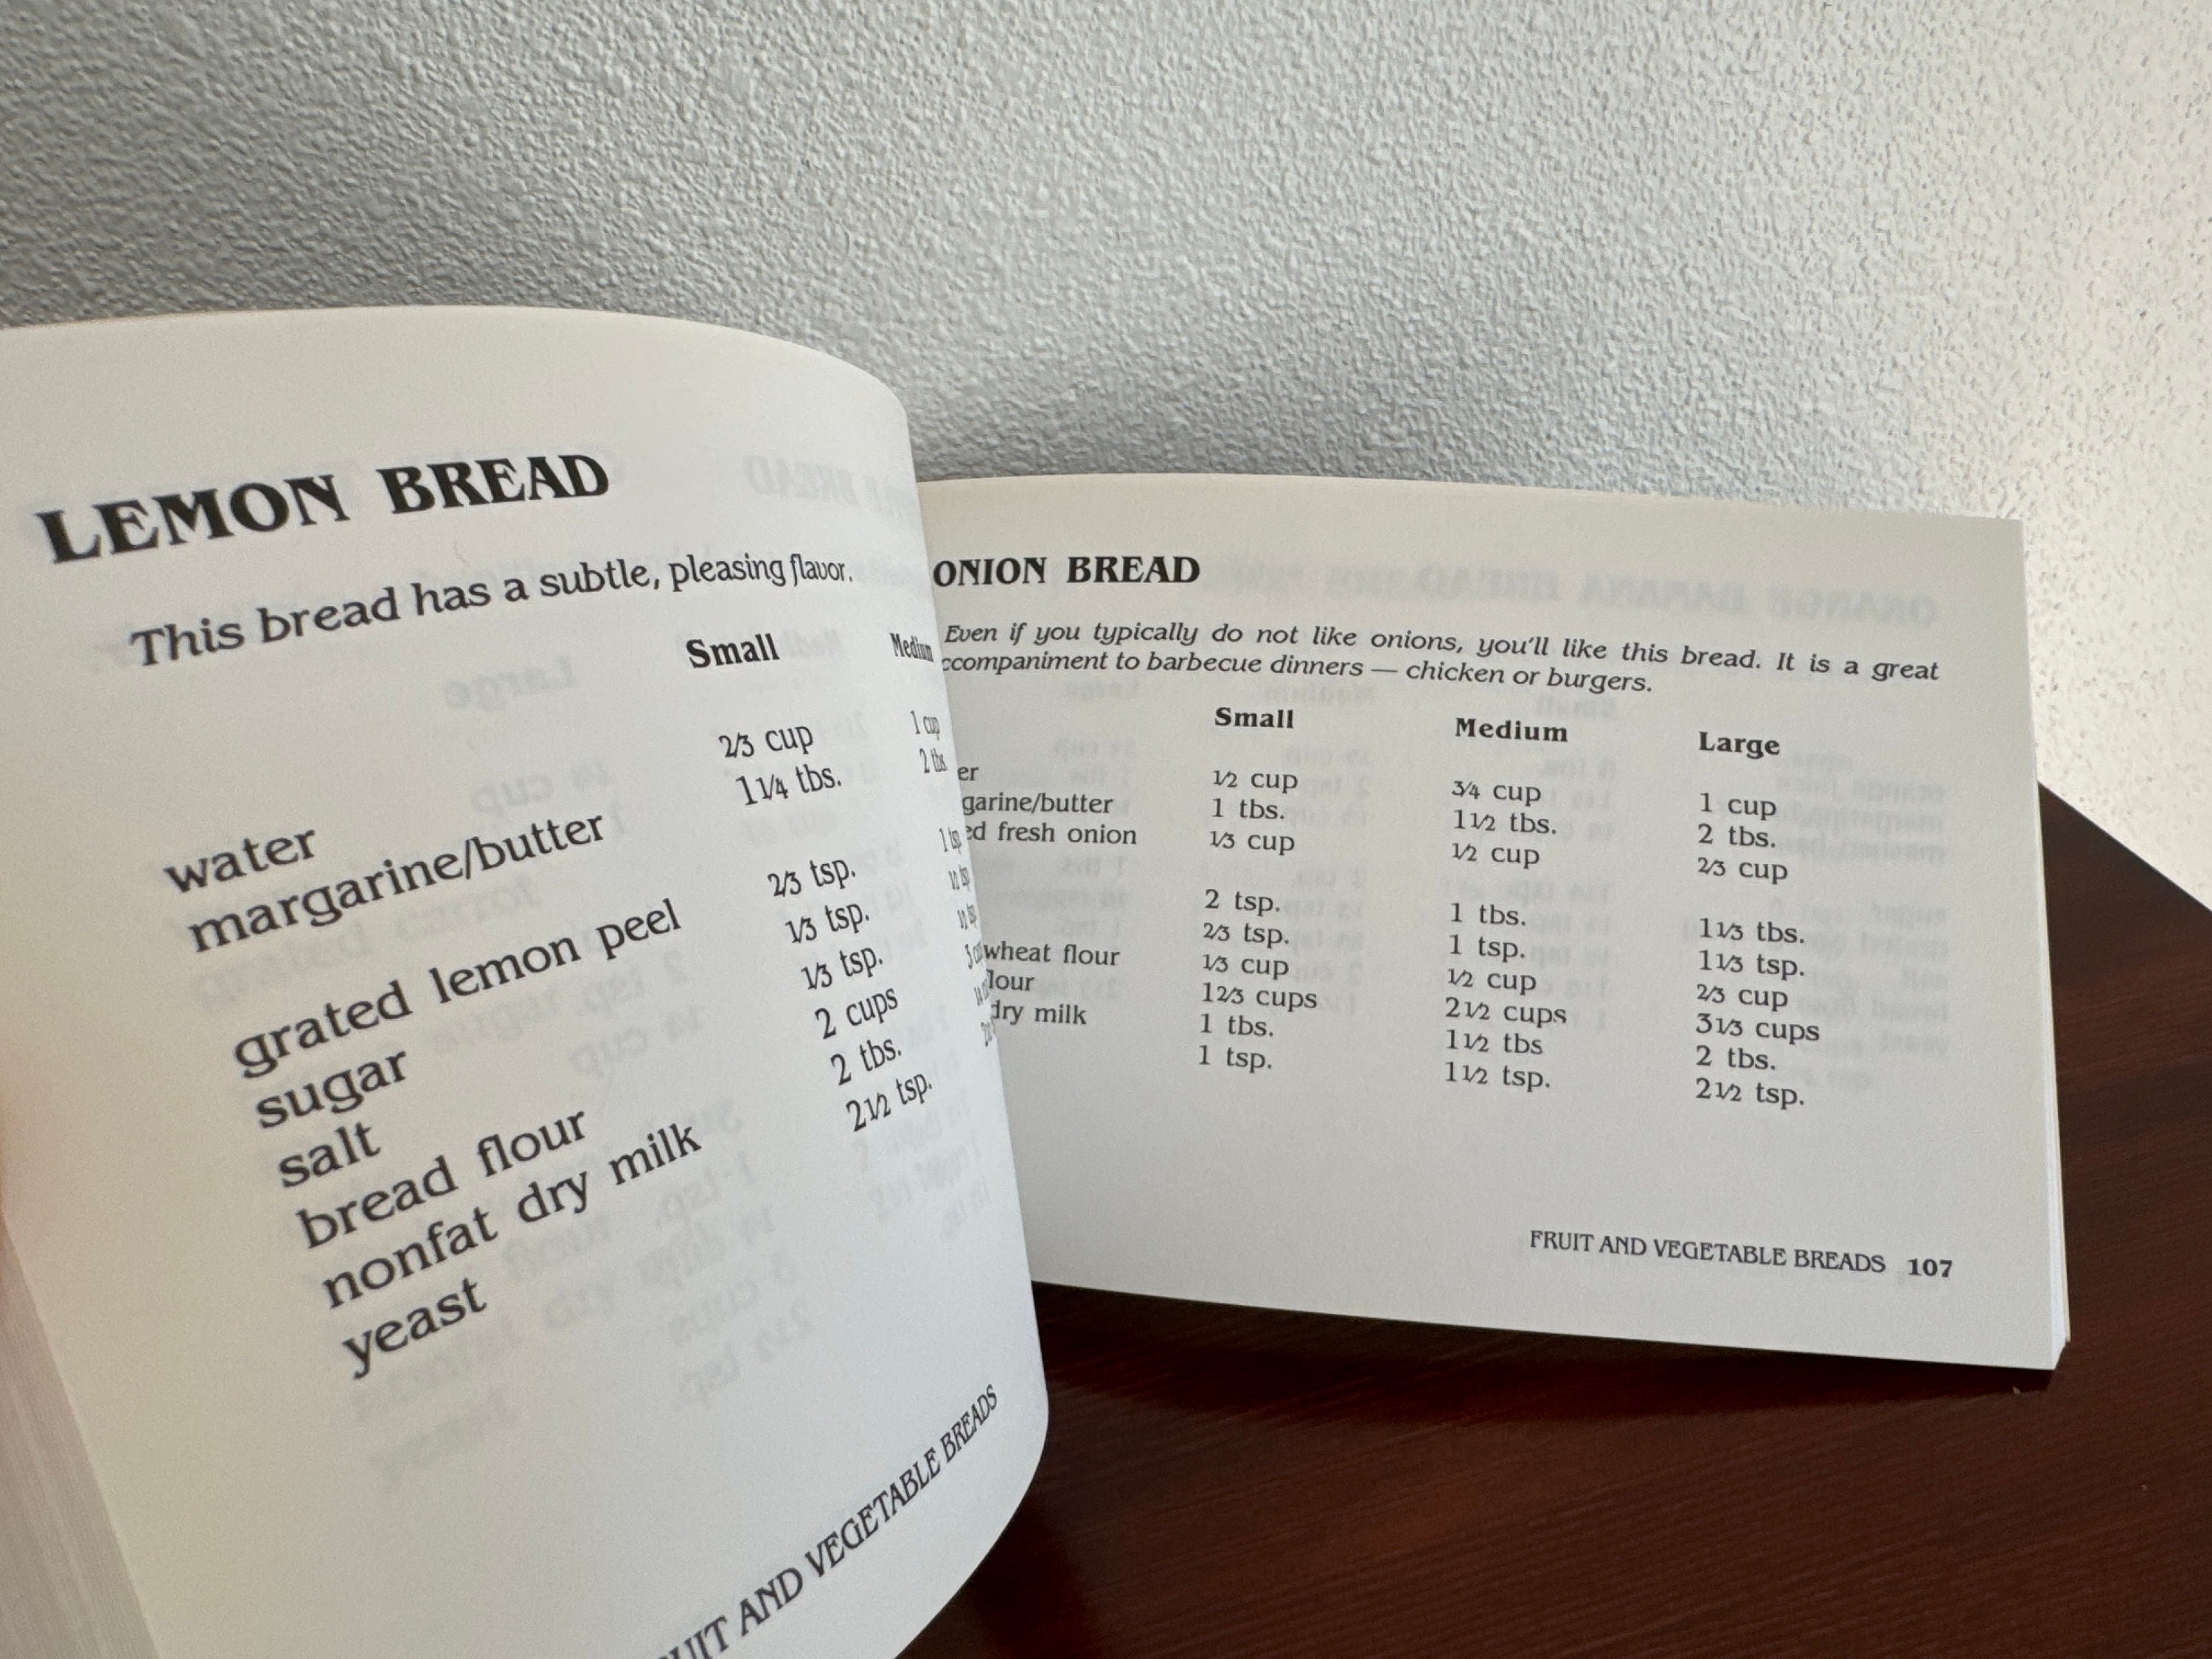 LEMON BREAD
This bread has a subtle, pleasing flavor.
Small Medium
water 2/3 cup 1 cup
margarine/butter 1 1/4 tbs. 2 tbs
grated lemon peel 2/3 tsp. 1 tsp
sugar 1/3 tsp.
salt 1/3 tsp.
bread flour 2 cups
nonfat dry milk 2 tbs.
yeast 2 1/2 tsp.
UIT AND VEGETABLE BREADS
ONION BREAD
Even if you typically do not like onions, you'll like this bread. It is a great
ccompaniment to barbecue dinners — chicken or burgers.
Small Medium Large
er 1/2 cup 3/4 cup 1 cup
garine/butter 1 tbs. 1 1/2 tbs. 2 tbs.
ed fresh onion 1/3 cup 1/2 cup 2/3 cup
2 tsp. 1 tbs. 1 1/3 tbs.
2/3 tsp. 1 tsp. 1 1/3 tsp.
wheat flour 1/3 cup 1/2 cup 2/3 cup
flour 1 2/3 cups 2 1/2 cups 3 1/3 cups
dry milk 1 tbs. 1 1/2 tbs 2 tbs.
1 tsp. 1 1/2 tsp. 2 1/2 tsp.
FRUIT AND VEGETABLE BREADS 107